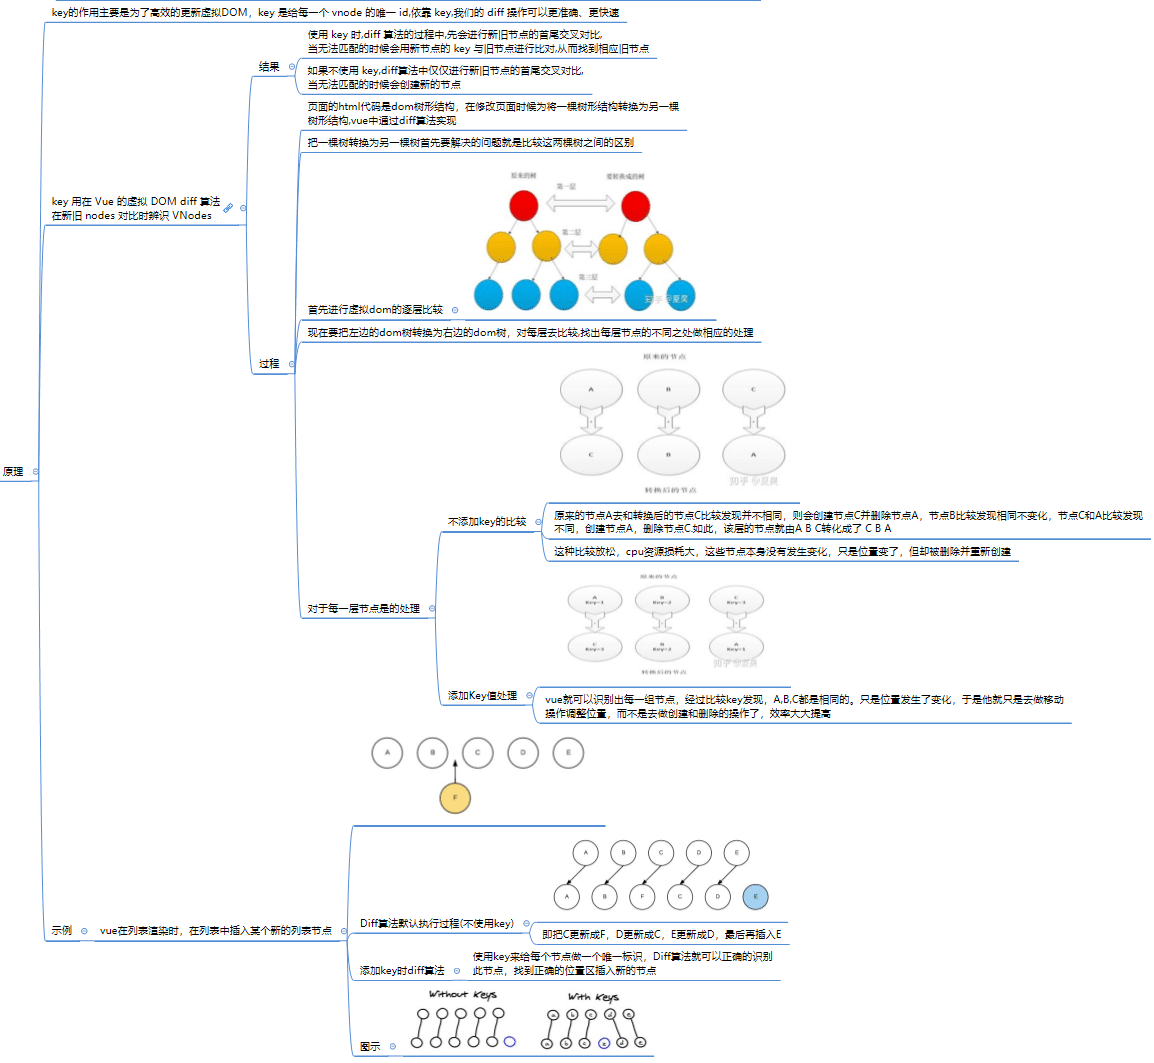 key的作用主要是为了高效的更新虚拟DOM，key 是给每一个 vnode 的唯一 id,依靠 key,我们的 diff 操作可以更准确、更快速
使用 key 时,diff 算法的过程中,先会进行新旧节点的首尾交叉对比,
当无法匹配的时候会用新节点的 key 与旧节点进行比对,从而找到相应旧节点
结果
如果不使用 key,diff算法中仅仅进行新旧节点的首尾交叉对比,
当无法匹配的时候会创建新的节点
页面的html代码是dom树形结构，在修改页面时候为将一棵树形结构转换为另一棵
树形结构,vue中通过diff算法实现
把一棵树转换为另一棵树首先要解决的问题就是比较这两棵树之间的区别
key 用在 Vue 的虚拟 DOM diff 算法
在新旧 nodes 对比时辨识 VNodes
原来的树
要转换成的树
第一层
第二层
第三层
知乎 @夏昊
首先进行虚拟dom的逐层比较
现在要把左边的dom树转换为右边的dom树，对每层去比较,找出每层节点的不同之处做相应的处理
过程
原来的节点
A B C
C B A
知乎 @夏昊
转换后的节点
原理
不添加key的比较
原来的节点A去和转换后的节点C比较发现并不相同，则会创建节点C并删除节点A，节点B比较发现相同不变化，节点C和A比较发现
不同，创建节点A，删除节点C.如此，该层的节点就由A B C转化成了 C B A
这种比较放松，cpu资源损耗大，这些节点本身没有发生变化，只是位置变了，但却被删除并重新创建
原来的节点
A B C
Key=1 Key=2 Key=3
C B A
Key=3 Key=2 Key=1
知乎 @夏昊
转换后的节点
对于每一层节点是的处理
添加Key值处理
vue就可以识别出每一组节点，经过比较key发现，A,B,C都是相同的。只是位置发生了变化，于是他就只是去做移动
操作调整位置，而不是去做创建和删除的操作了，效率大大提高
A B C D E
F
A B C D E
A B F C D E
Diff算法默认执行过程(不使用key)
即把C更新成F，D更新成C，E更新成D，最后再插入E
示例
vue在列表渲染时，在列表中插入某个新的列表节点
添加key时diff算法
使用key来给每个节点做一个唯一标识，Diff算法就可以正确的识别
此节点，找到正确的位置区插入新的节点
Without Keys
With Keys
a b c d e
图示